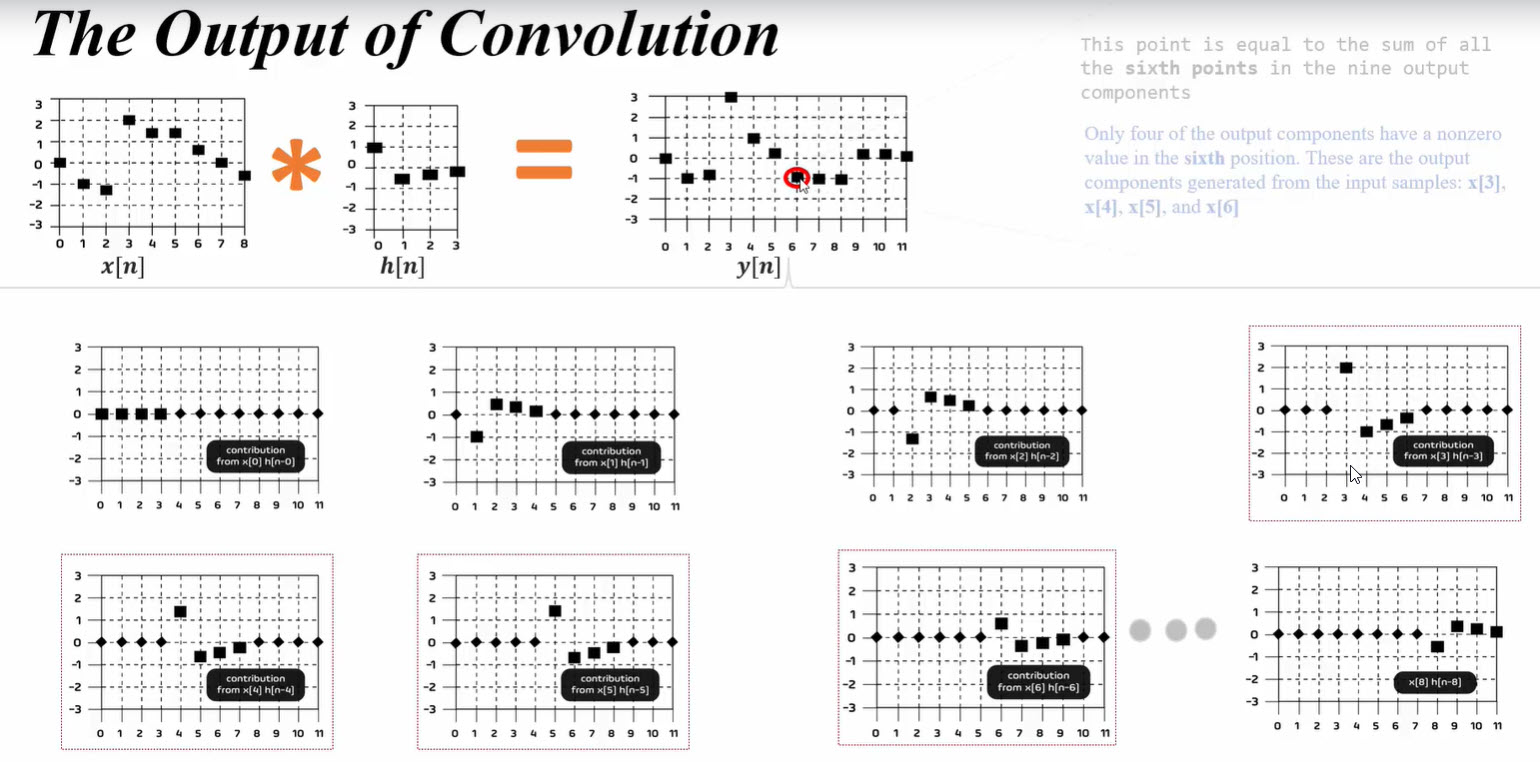 The Output of Convolution
This point is equal to the sum of all
the sixth points in the nine output
components
Only four of the output components have a nonzero
value in the sixth position. These are the output
components generated from the input samples: x[3],
x[4], x[5], and x[6]
3
2
1
0
-1
-2
-3
0 1 2 3 4 5 6 7 8
x[n]
*
3
2
1
0
-1
-2
-3
0 1 2 3
h[n]
=
3
2
1
0
-1
-2
-3
0 1 2 3 4 5 6 7 8 9 10 11
y[n]
3
2
1
0
-1
-2
-3
contribution
from x[0] h[n-0]
0 1 2 3 4 5 6 7 8 9 10 11
3
2
1
0
-1
-2
-3
contribution
from x[1] h[n-1]
0 1 2 3 4 5 6 7 8 9 10 11
3
2
1
0
-1
-2
-3
contribution
from x[2] h[n-2]
0 1 2 3 4 5 6 7 8 9 10 11
3
2
1
0
-1
-2
-3
contribution
from x[3] h[n-3]
0 1 2 3 4 5 6 7 8 9 10 11
3
2
1
0
-1
-2
-3
contribution
from x[4] h[n-4]
0 1 2 3 4 5 6 7 8 9 10 11
3
2
1
0
-1
-2
-3
contribution
from x[5] h[n-5]
0 1 2 3 4 5 6 7 8 9 10 11
3
2
1
0
-1
-2
-3
contribution
from x[6] h[n-6]
0 1 2 3 4 5 6 7 8 9 10 11
3
2
1
0
-1
-2
-3
x[8] h[n-8]
0 1 2 3 4 5 6 7 8 9 10 11